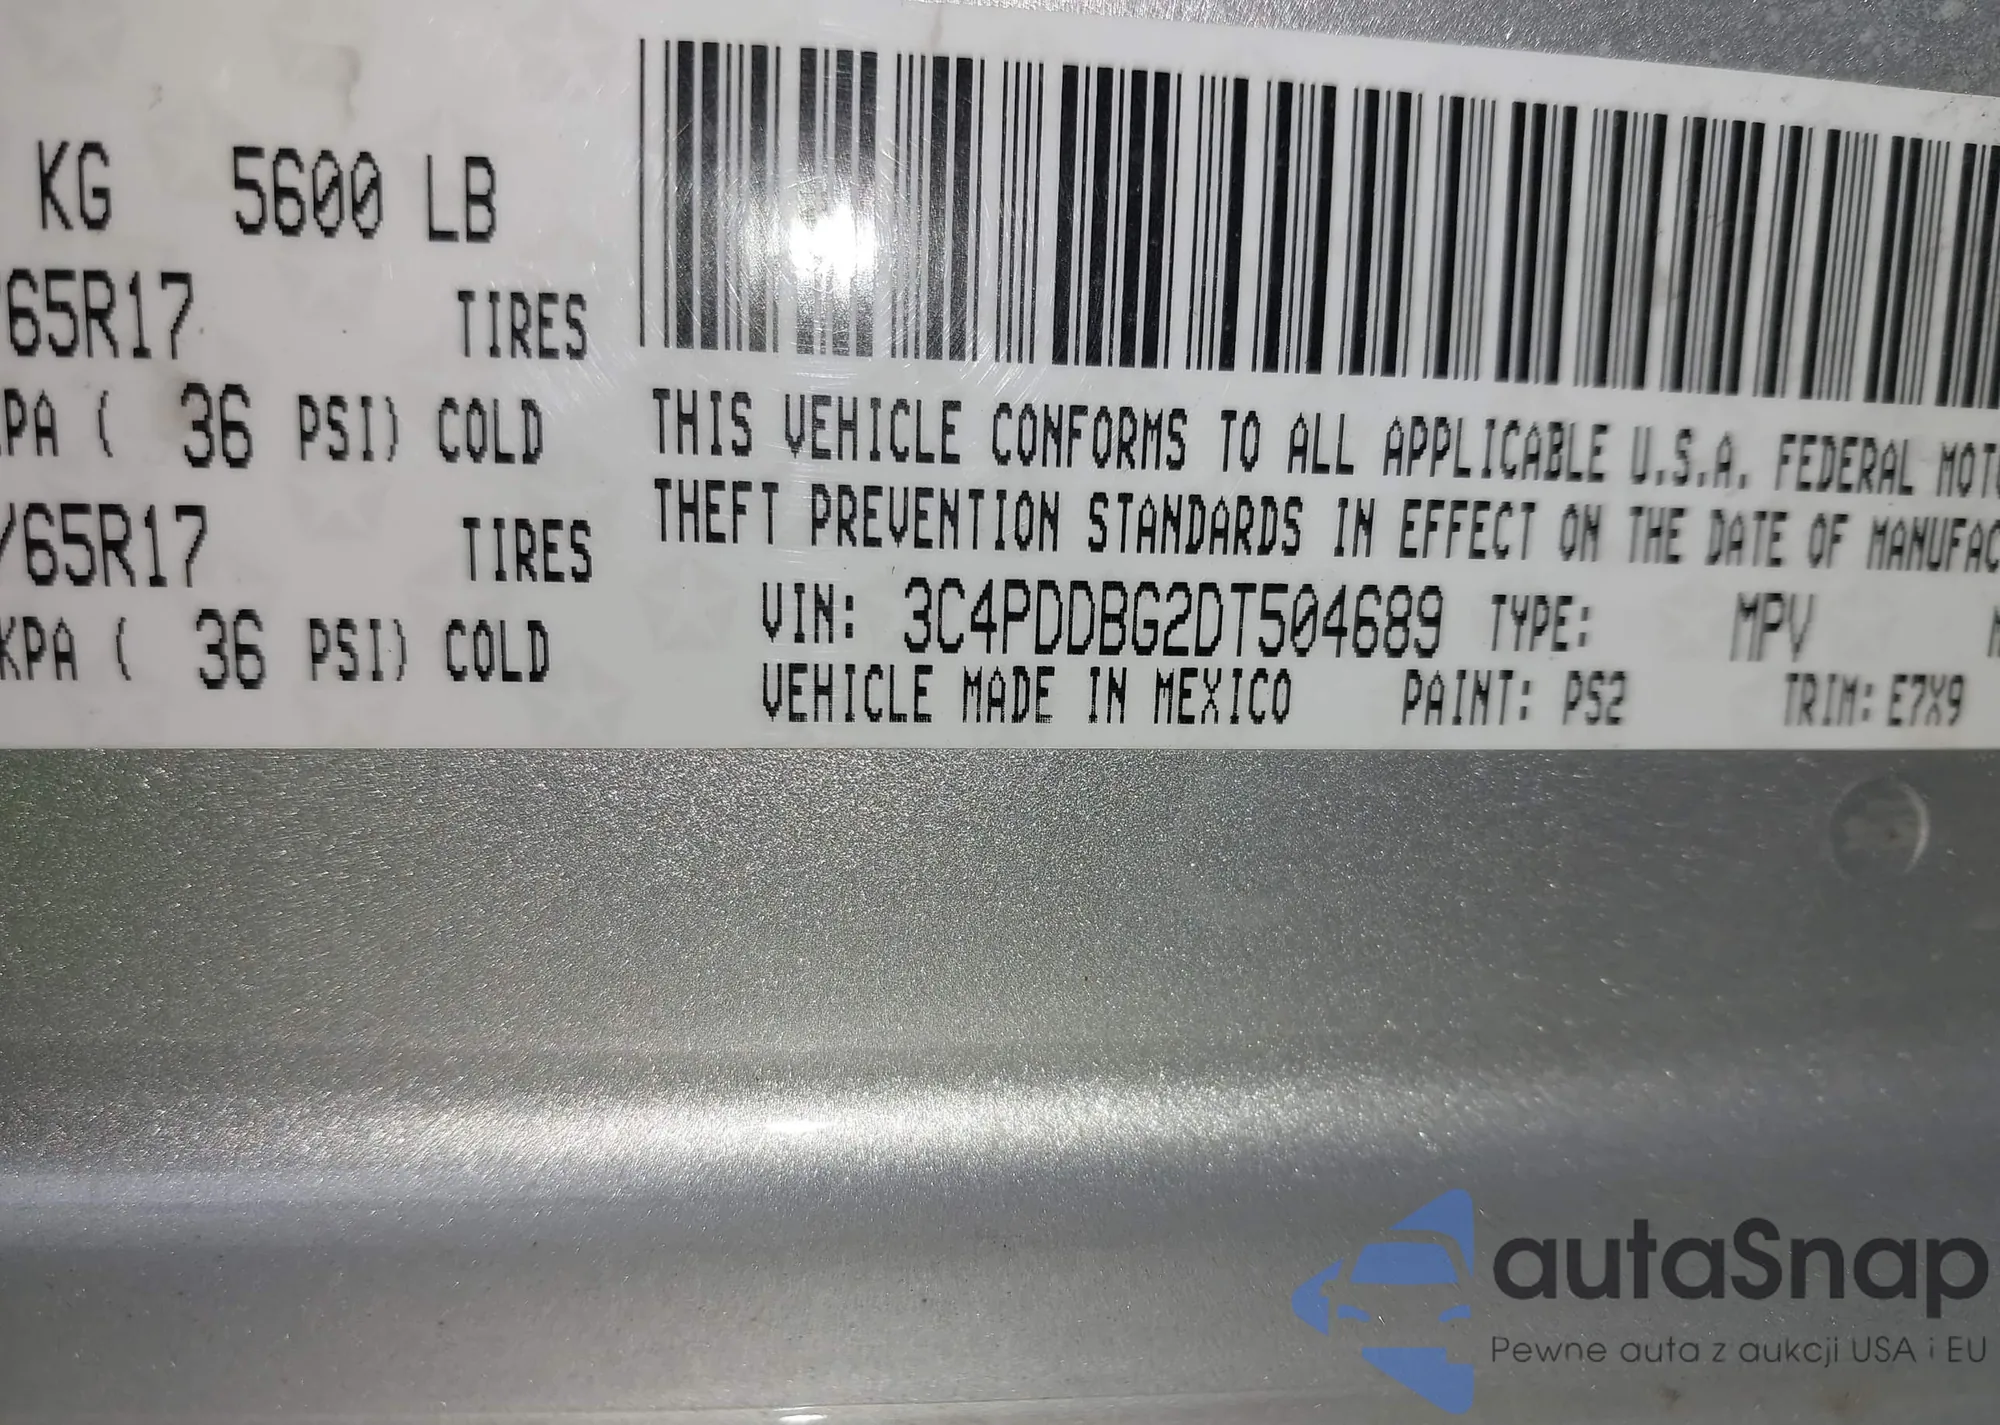 KG 5600 LB
65R17 TIRES
KPA ( 36 PSI) COLD
/65R17 TIRES
KPA ( 36 PSI) COLD
THIS VEHICLE CONFORMS TO ALL APPLICABLE U.S.A. FEDERAL MOT
THEFT PREVENTION STANDARDS IN EFFECT ON THE DATE OF MANUFAC
VIN: 3C4PDDBG2DT504689 TYPE: MPV
VEHICLE MADE IN MEXICO PAINT: PS2 TRIM: E7X9
autaSnap
Pewne auta z aukcji USA i EU